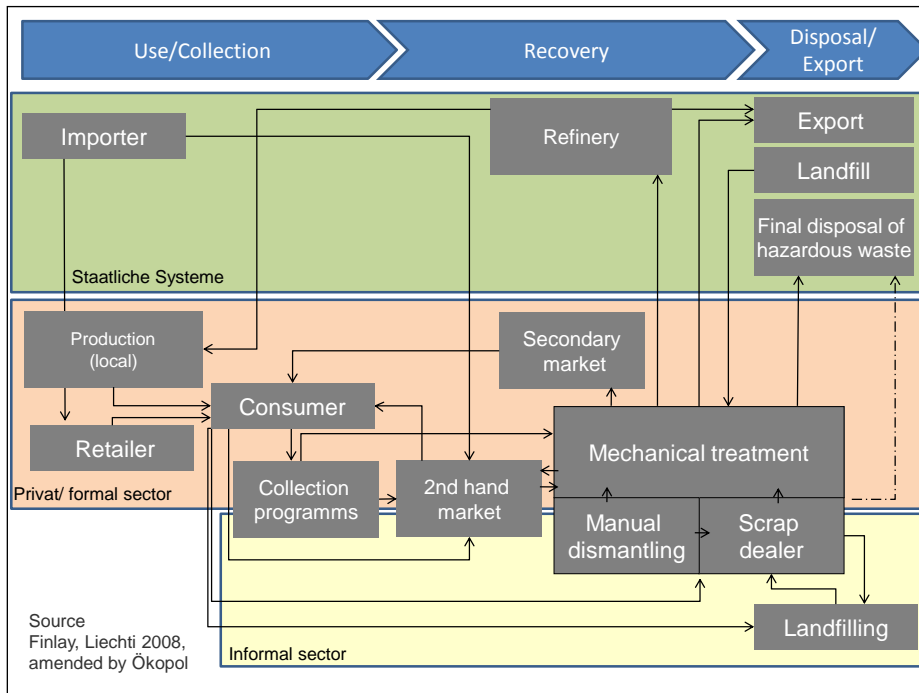 Use/Collection
Recovery
Disposal/
Export
Importer
Refinery
Export
Landfill
Final disposal of
hazardous waste
Staatliche Systeme
Production
(local)
Secondary
market
Consumer
Retailer
Mechanical treatment
Collection
programms
2nd hand
market
Privat/ formal sector
Manual
dismantling
Scrap
dealer
Source
Finlay, Liechti 2008,
amended by Ökopol
Landfilling
Informal sector